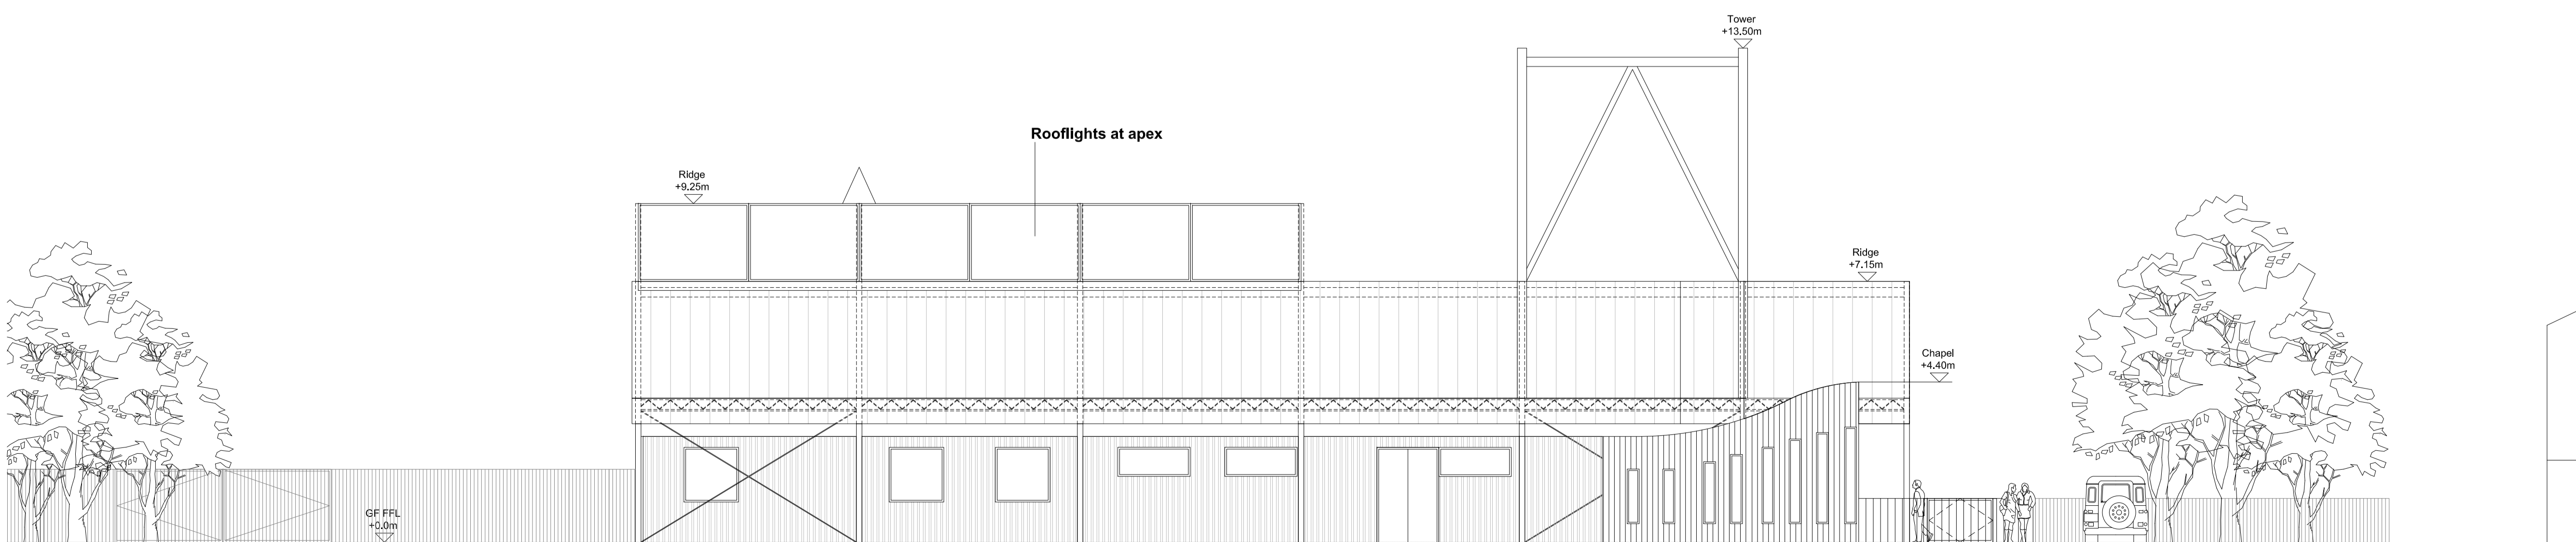 Tower
+13.50m
Rooflights at apex
Ridge
+9.25m
Ridge
+7.15m
Chapel
+4.40m
GF FFL
+0.0m